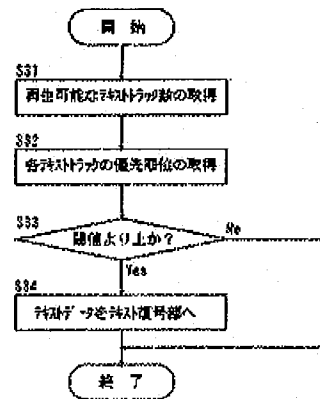 開 始
S31
再生可能なテキストトラック数の取得
S32
各テキストトラックの優先順位の取得
S33
閾値より上か?
No
Yes
S34
テキストデータをテキスト復号部へ
終 了